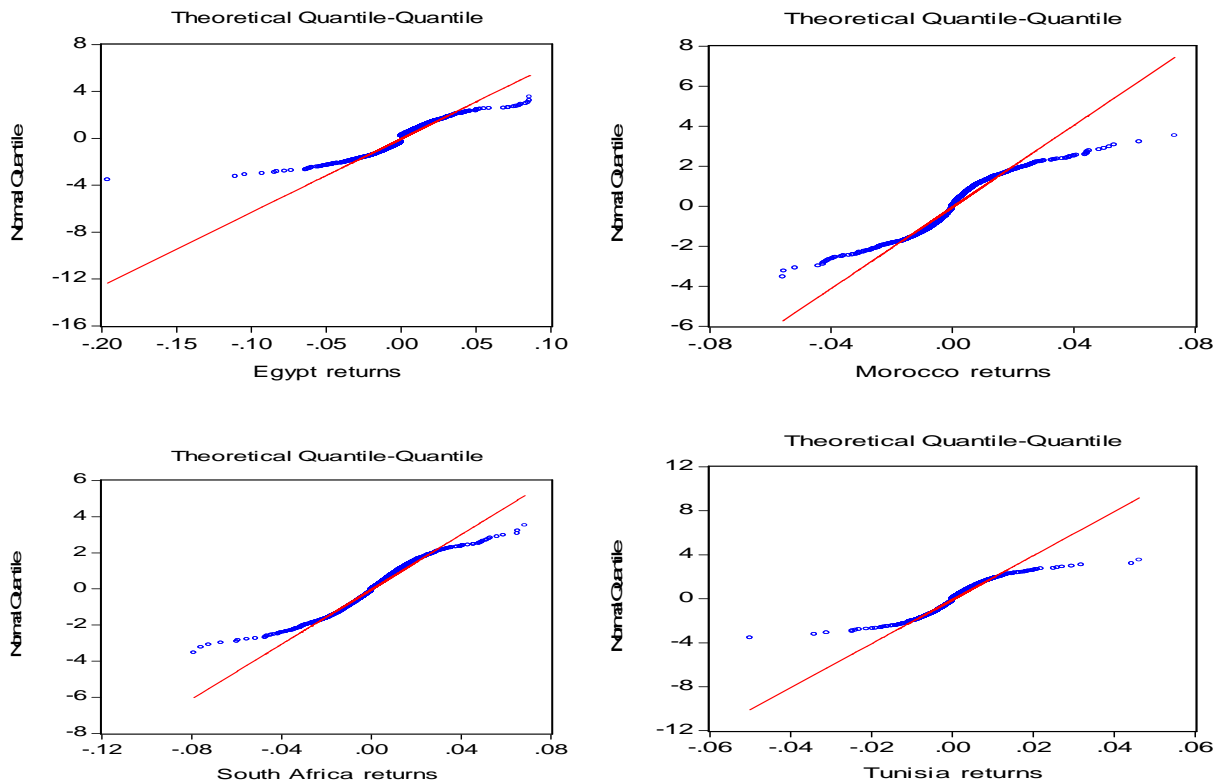 Theoretical Quantile-Quantile
8
4
0
-4
-8
-12
-16
Normal Quantile
-.20 -.15 -.10 -.05 .00 .05 .10
Egypt returns
Theoretical Quantile-Quantile
8
6
4
2
0
-2
-4
-6
Normal Quantile
-.08 -.04 .00 .04 .08
Morocco returns
Theoretical Quantile-Quantile
6
4
2
0
-2
-4
-6
-8
Normal Quantile
-.12 -.08 -.04 .00 .04 .08
South Africa returns
Theoretical Quantile-Quantile
12
8
4
0
-4
-8
-12
Normal Quantile
-.06 -.04 -.02 .00 .02 .04 .06
Tunisia returns